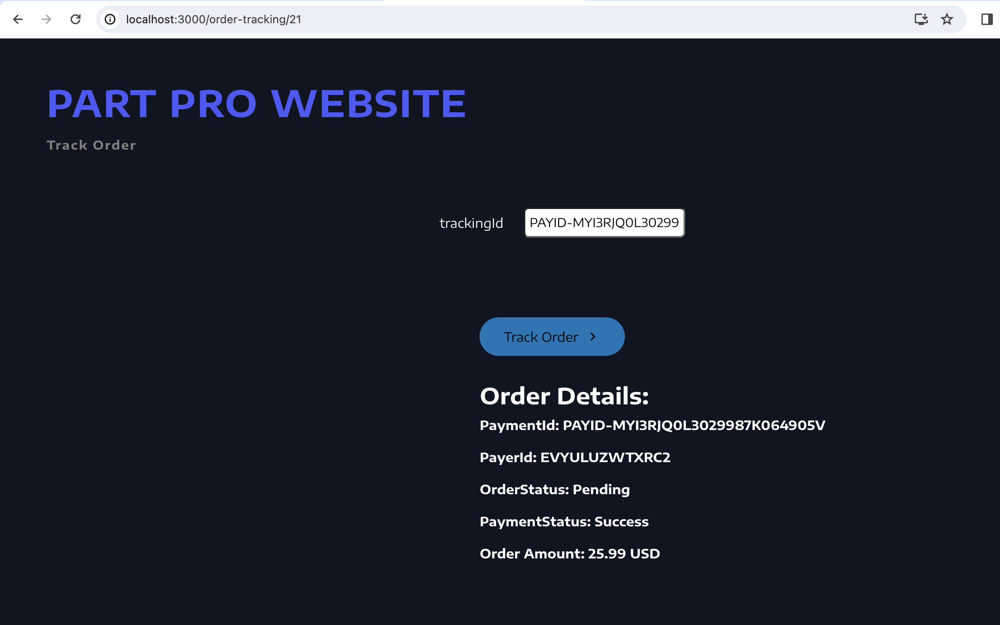 localhost:3000/order-tracking/21
PART PRO WEBSITE
Track Order
trackingId PAYID-MYI3RJQ0L30299
Track Order
Order Details:
PaymentId: PAYID-MYI3RJQ0L3029987K064905V
PayerId: EVYULUZWTXRC2
OrderStatus: Pending
PaymentStatus: Success
Order Amount: 25.99 USD